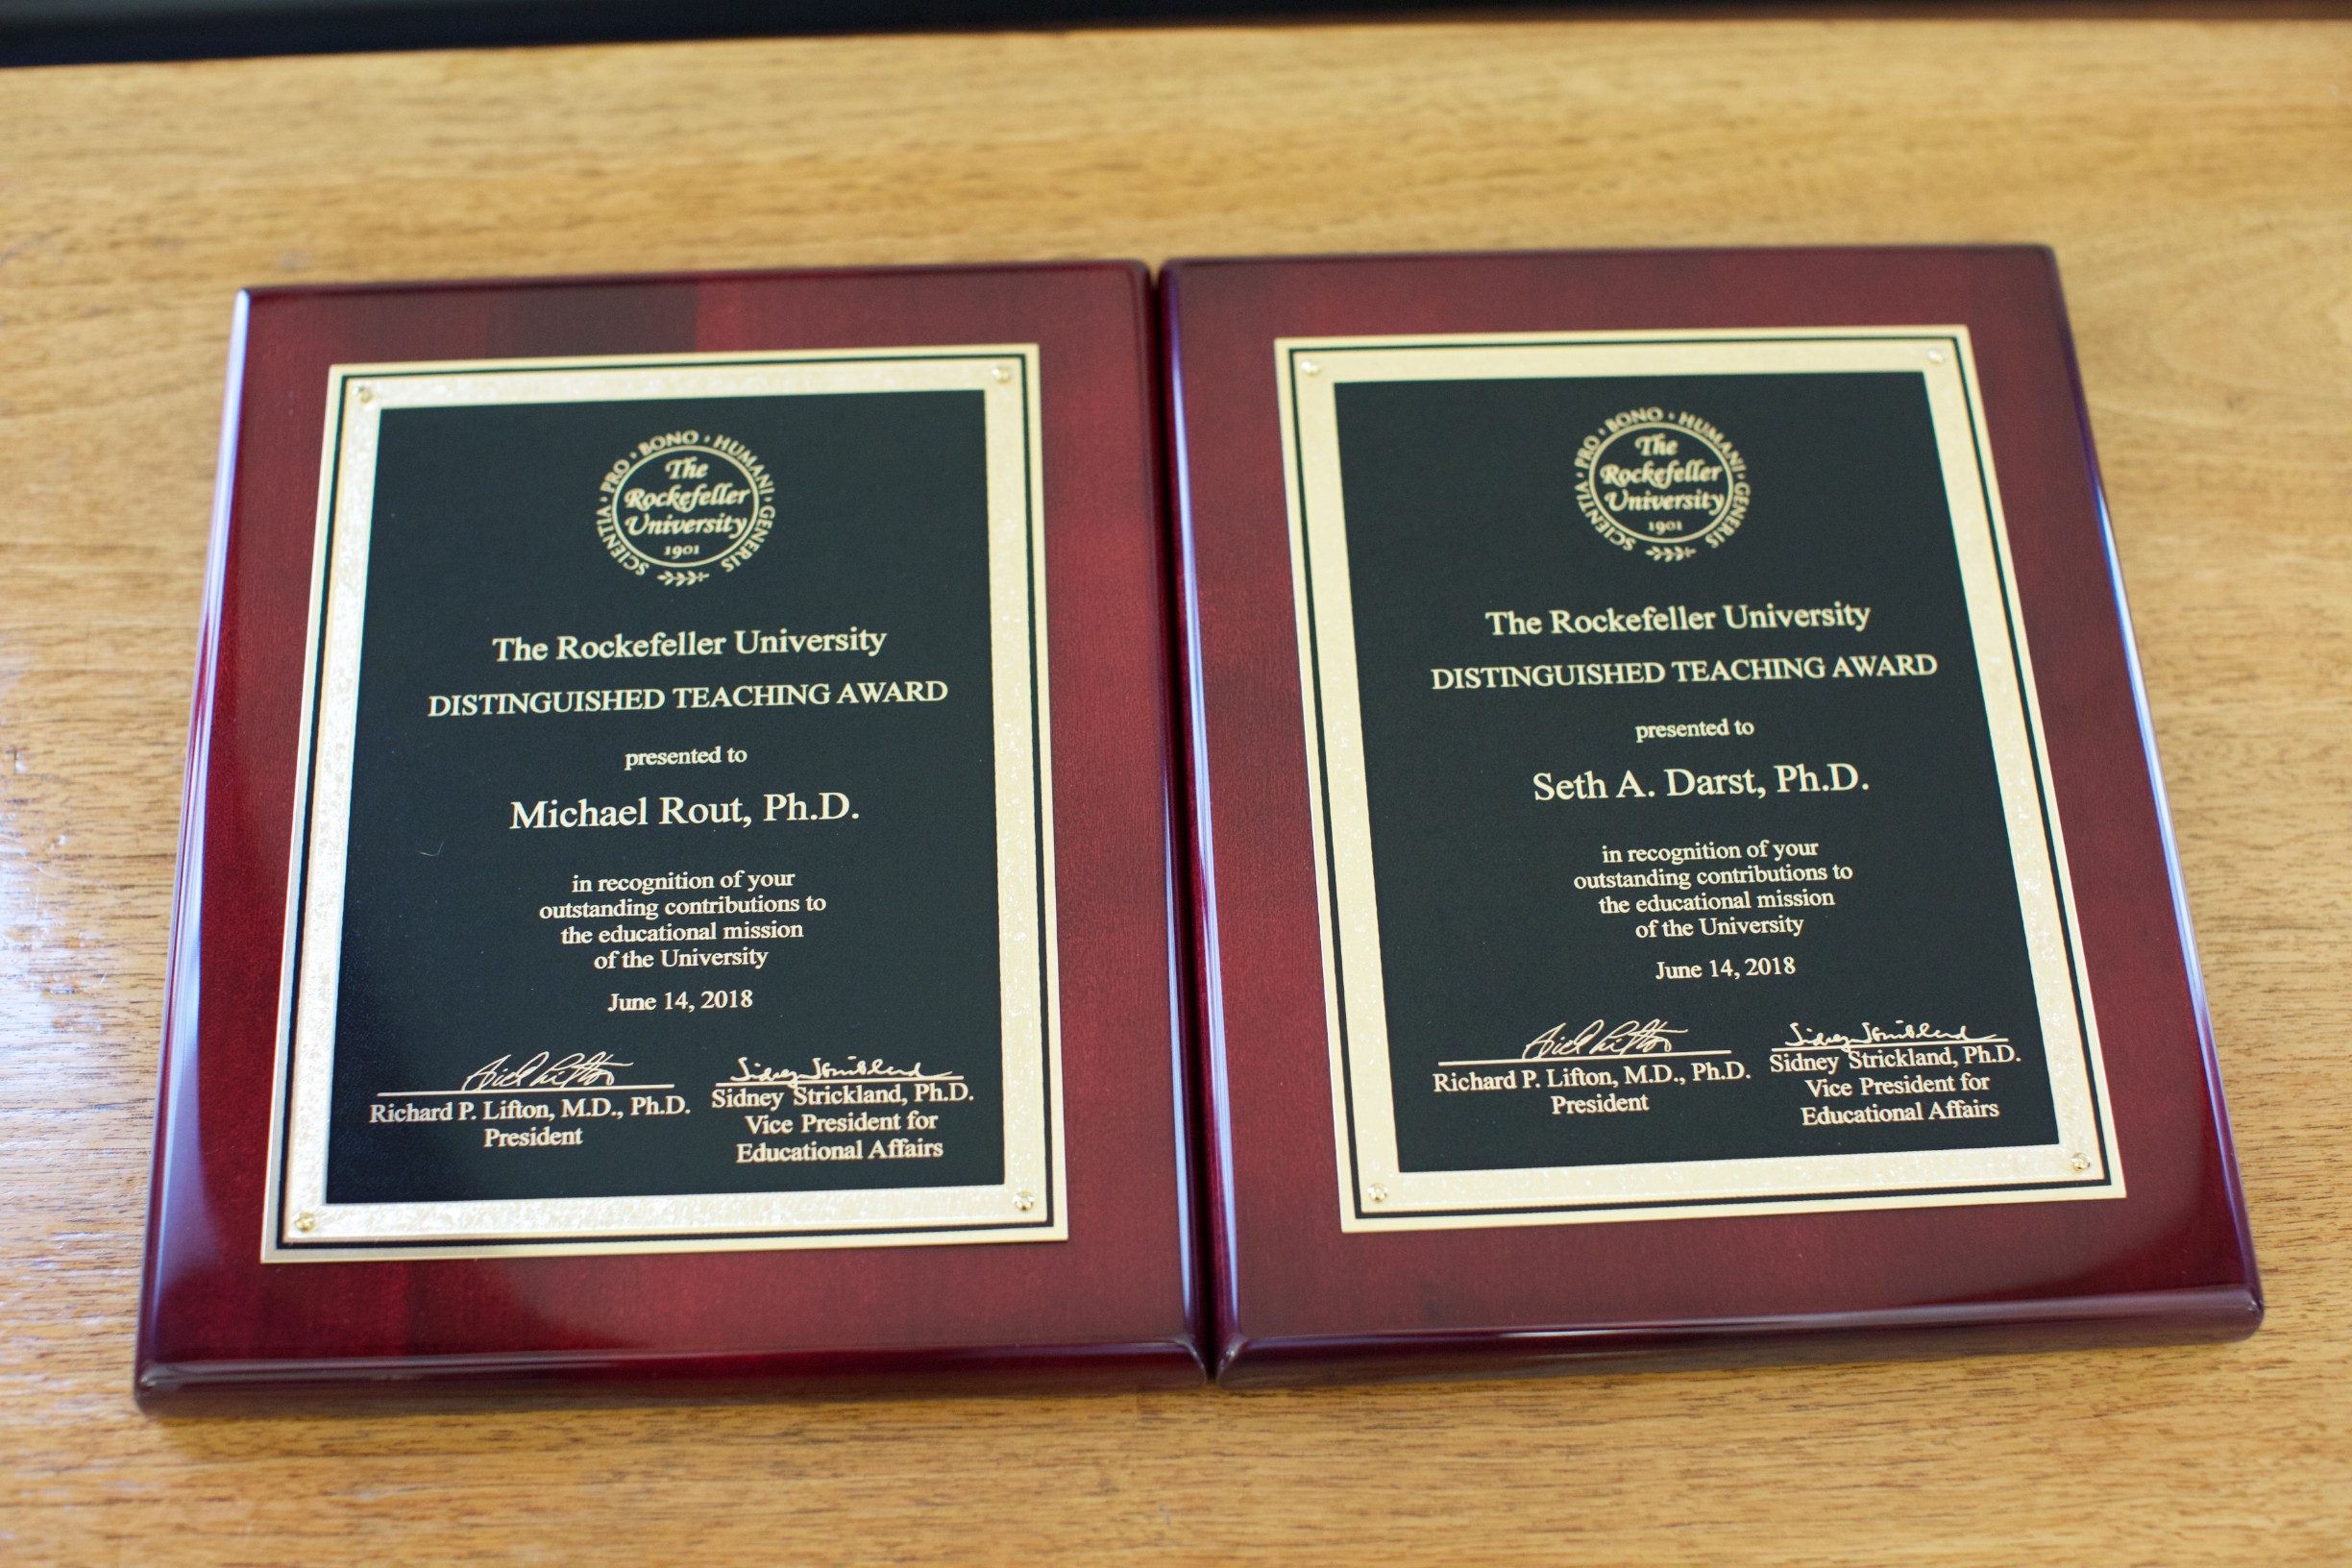 SCIENTIA · PRO · BONO · HUMANI · GENERIS
The
Rockefeller
University
1901
The Rockefeller University
DISTINGUISHED TEACHING AWARD
presented to
Michael Rout, Ph.D.
in recognition of your
outstanding contributions to
the educational mission
of the University
June 14, 2018
Richard P. Lifton, M.D., Ph.D.
President
Sidney Strickland
Sidney Strickland, Ph.D.
Vice President for
Educational Affairs
SCIENTIA · PRO · BONO · HUMANI · GENERIS
The
Rockefeller
University
1901
The Rockefeller University
DISTINGUISHED TEACHING AWARD
presented to
Seth A. Darst, Ph.D.
in recognition of your
outstanding contributions to
the educational mission
of the University
June 14, 2018
Richard P. Lifton, M.D., Ph.D.
President
Sidney Strickland
Sidney Strickland, Ph.D.
Vice President for
Educational Affairs